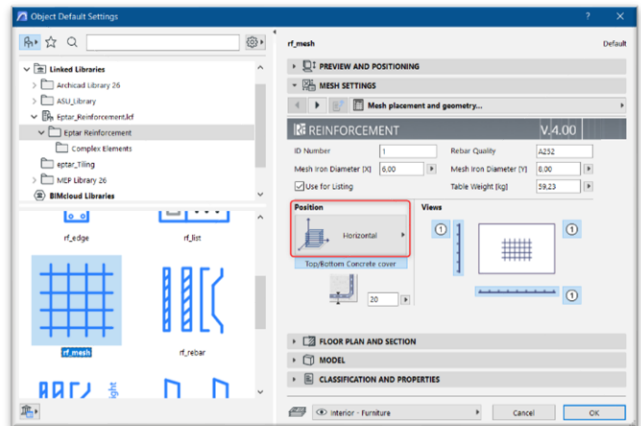 Object Default Settings
? X
Linked Libraries
Archicad Library 26
ASU_Library
Eptar_Reinforcement.lcf
Eptar Reinforcement
Complex Elements
eptar_Tiling
MEP Library 26
BIMcloud Libraries
rf_edge
rf_list
rf_mesh
rf_rebar
rf_mesh
Default
PREVIEW AND POSITIONING
MESH SETTINGS
Mesh placement and geometry...
REINFORCEMENT V.4.00
ID Number 1 Rebar Quality A252
Mesh Iron Diameter [X] 6,00 Mesh Iron Diameter [Y] 8,00
Use for Listing Table Weight [kg] 59,23
Position Views
Horizontal
Top/Bottom Concrete cover
20
1
1
1
FLOOR PLAN AND SECTION
MODEL
CLASSIFICATION AND PROPERTIES
Interior - Furniture
Cancel OK